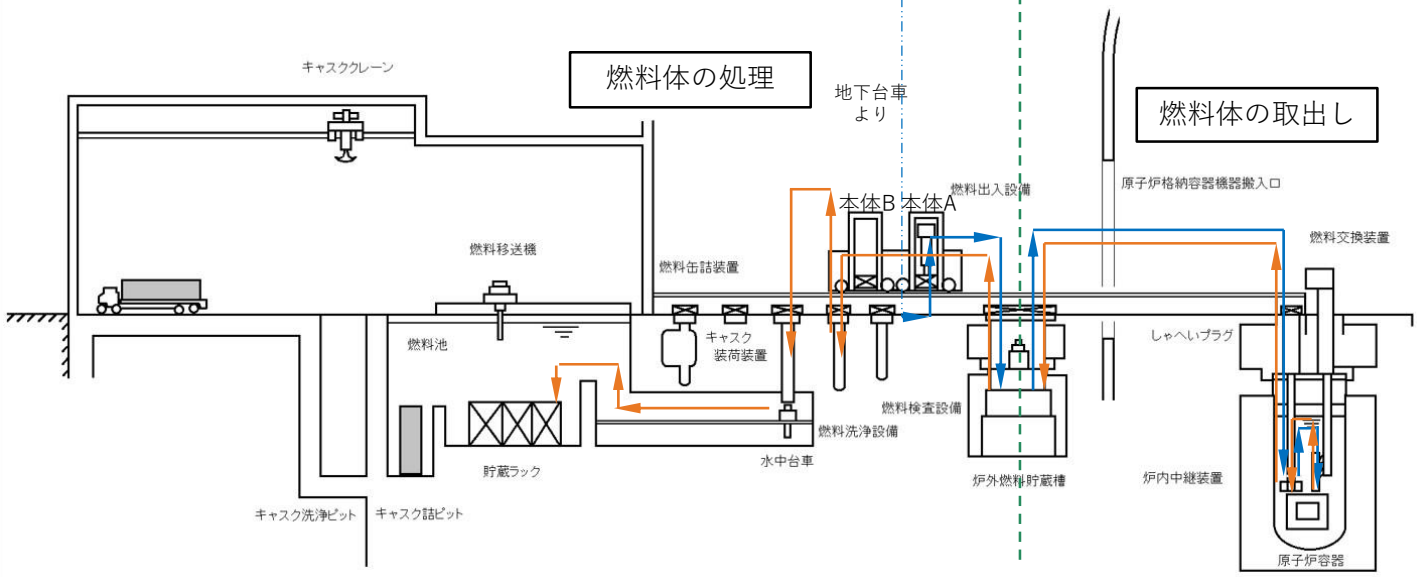 キャスククレーン
燃料体の処理
地下台車
より
燃料体の取出し
原子炉格納容器機器搬入口
燃料出入設備
本体B
本体A
燃料移送機
燃料缶詰装置
燃料交換装置
燃料池
キャスク
装荷装置
しゃへいプラグ
燃料検査設備
燃料洗浄設備
水中台車
貯蔵ラック
炉外燃料貯蔵槽
炉内中継装置
キャスク洗浄ピット
キャスク詰ピット
原子炉容器